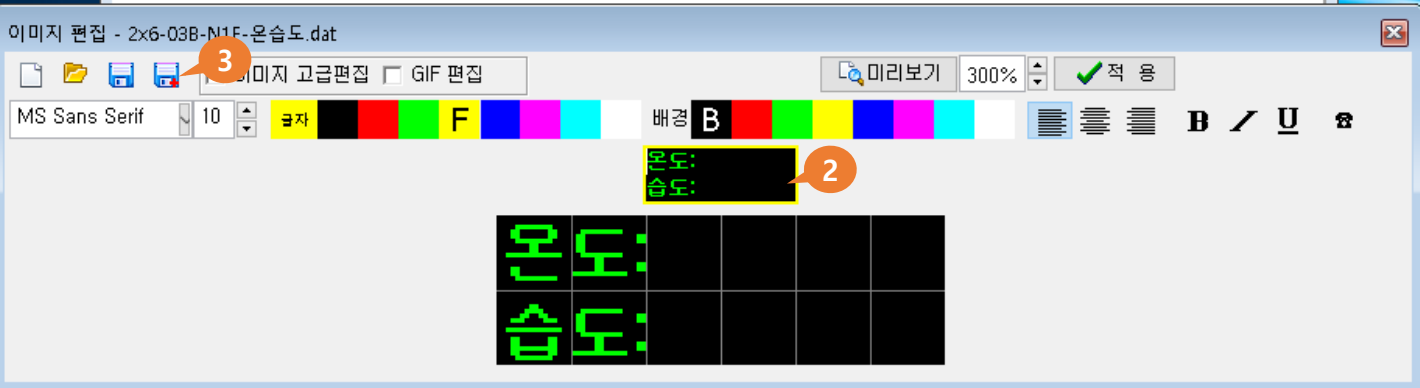 이미지 편집 - 2x6-03B-N1F-온습도.dat
3
이미지 고급편집 GIF 편집 미리보기 300% 적 용
MS Sans Serif 10 글자 F 배경 B B U
온도:
습도:
2
온도:
습도: